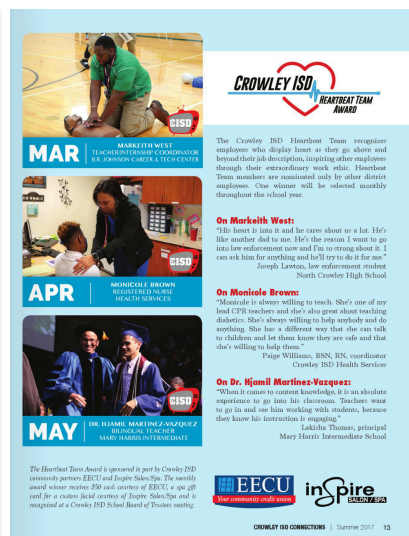 CISD
MAR
MARKEITH WEST
TEACHER/INTERNSHIP COORDINATOR
B.R. JOHNSON CAREER & TECH CENTER
CISD
APR
MONICOLE BROWN
REGISTERED NURSE
HEALTH SERVICES
MAY
DR. HJAMIL MARTINEZ-VAZQUEZ
BILINGUAL TEACHER
MARY HARRIS INTERMEDIATE
The Heartbeat Team Award is sponsored in part by Crowley ISD
community partners EECU and Inspire Salon/Spa. The monthly
award winner receives $50 cash courtesy of EECU, a spa gift
card for a custom facial courtesy of Inspire Salon/Spa and is
recognized at a Crowley ISD School Board of Trustees meeting.
CROWLEY ISD
HEARTBEAT TEAM
AWARD
The Crowley ISD Heartbeat Team recognizes
employees who display heart as they go above and
beyond their job description, inspiring other employees
through their extraordinary work ethic. Heartbeat
Team members are nominated only by other district
employees. One winner will be selected monthly
throughout the school year.
On Markeith West:
"His heart is into it and he cares about us a lot. He's
like another dad to me. He's the reason I want to go
into law enforcement now and I'm so strong about it. I
can ask him for anything and he'll try to do it for me."
Joseph Lawton, law enforcement student
North Crowley High School
On Monicole Brown:
"Monicole is always willing to teach. She's one of my
lead CPR teachers and she's also great about teaching
diabetics. She's always willing to help anybody and do
anything. She has a different way that she can talk
to children and let them know they are safe and that
she's willing to help them."
Paige Williams, BSN, RN, coordinator
Crowley ISD Health Services
On Dr. Hjamil Martinez-Vazquez:
"When it comes to content knowledge, it is an absolute
experience to go into his classroom. Teachers want
to go in and see him working with students, because
they know his instruction is engaging."
Lakisha Thomas, principal
Mary Harris Intermediate School
EECU
Your community credit union
inSpire
SALON / SPA
CROWLEY ISD CONNECTIONS | Summer 2017 13